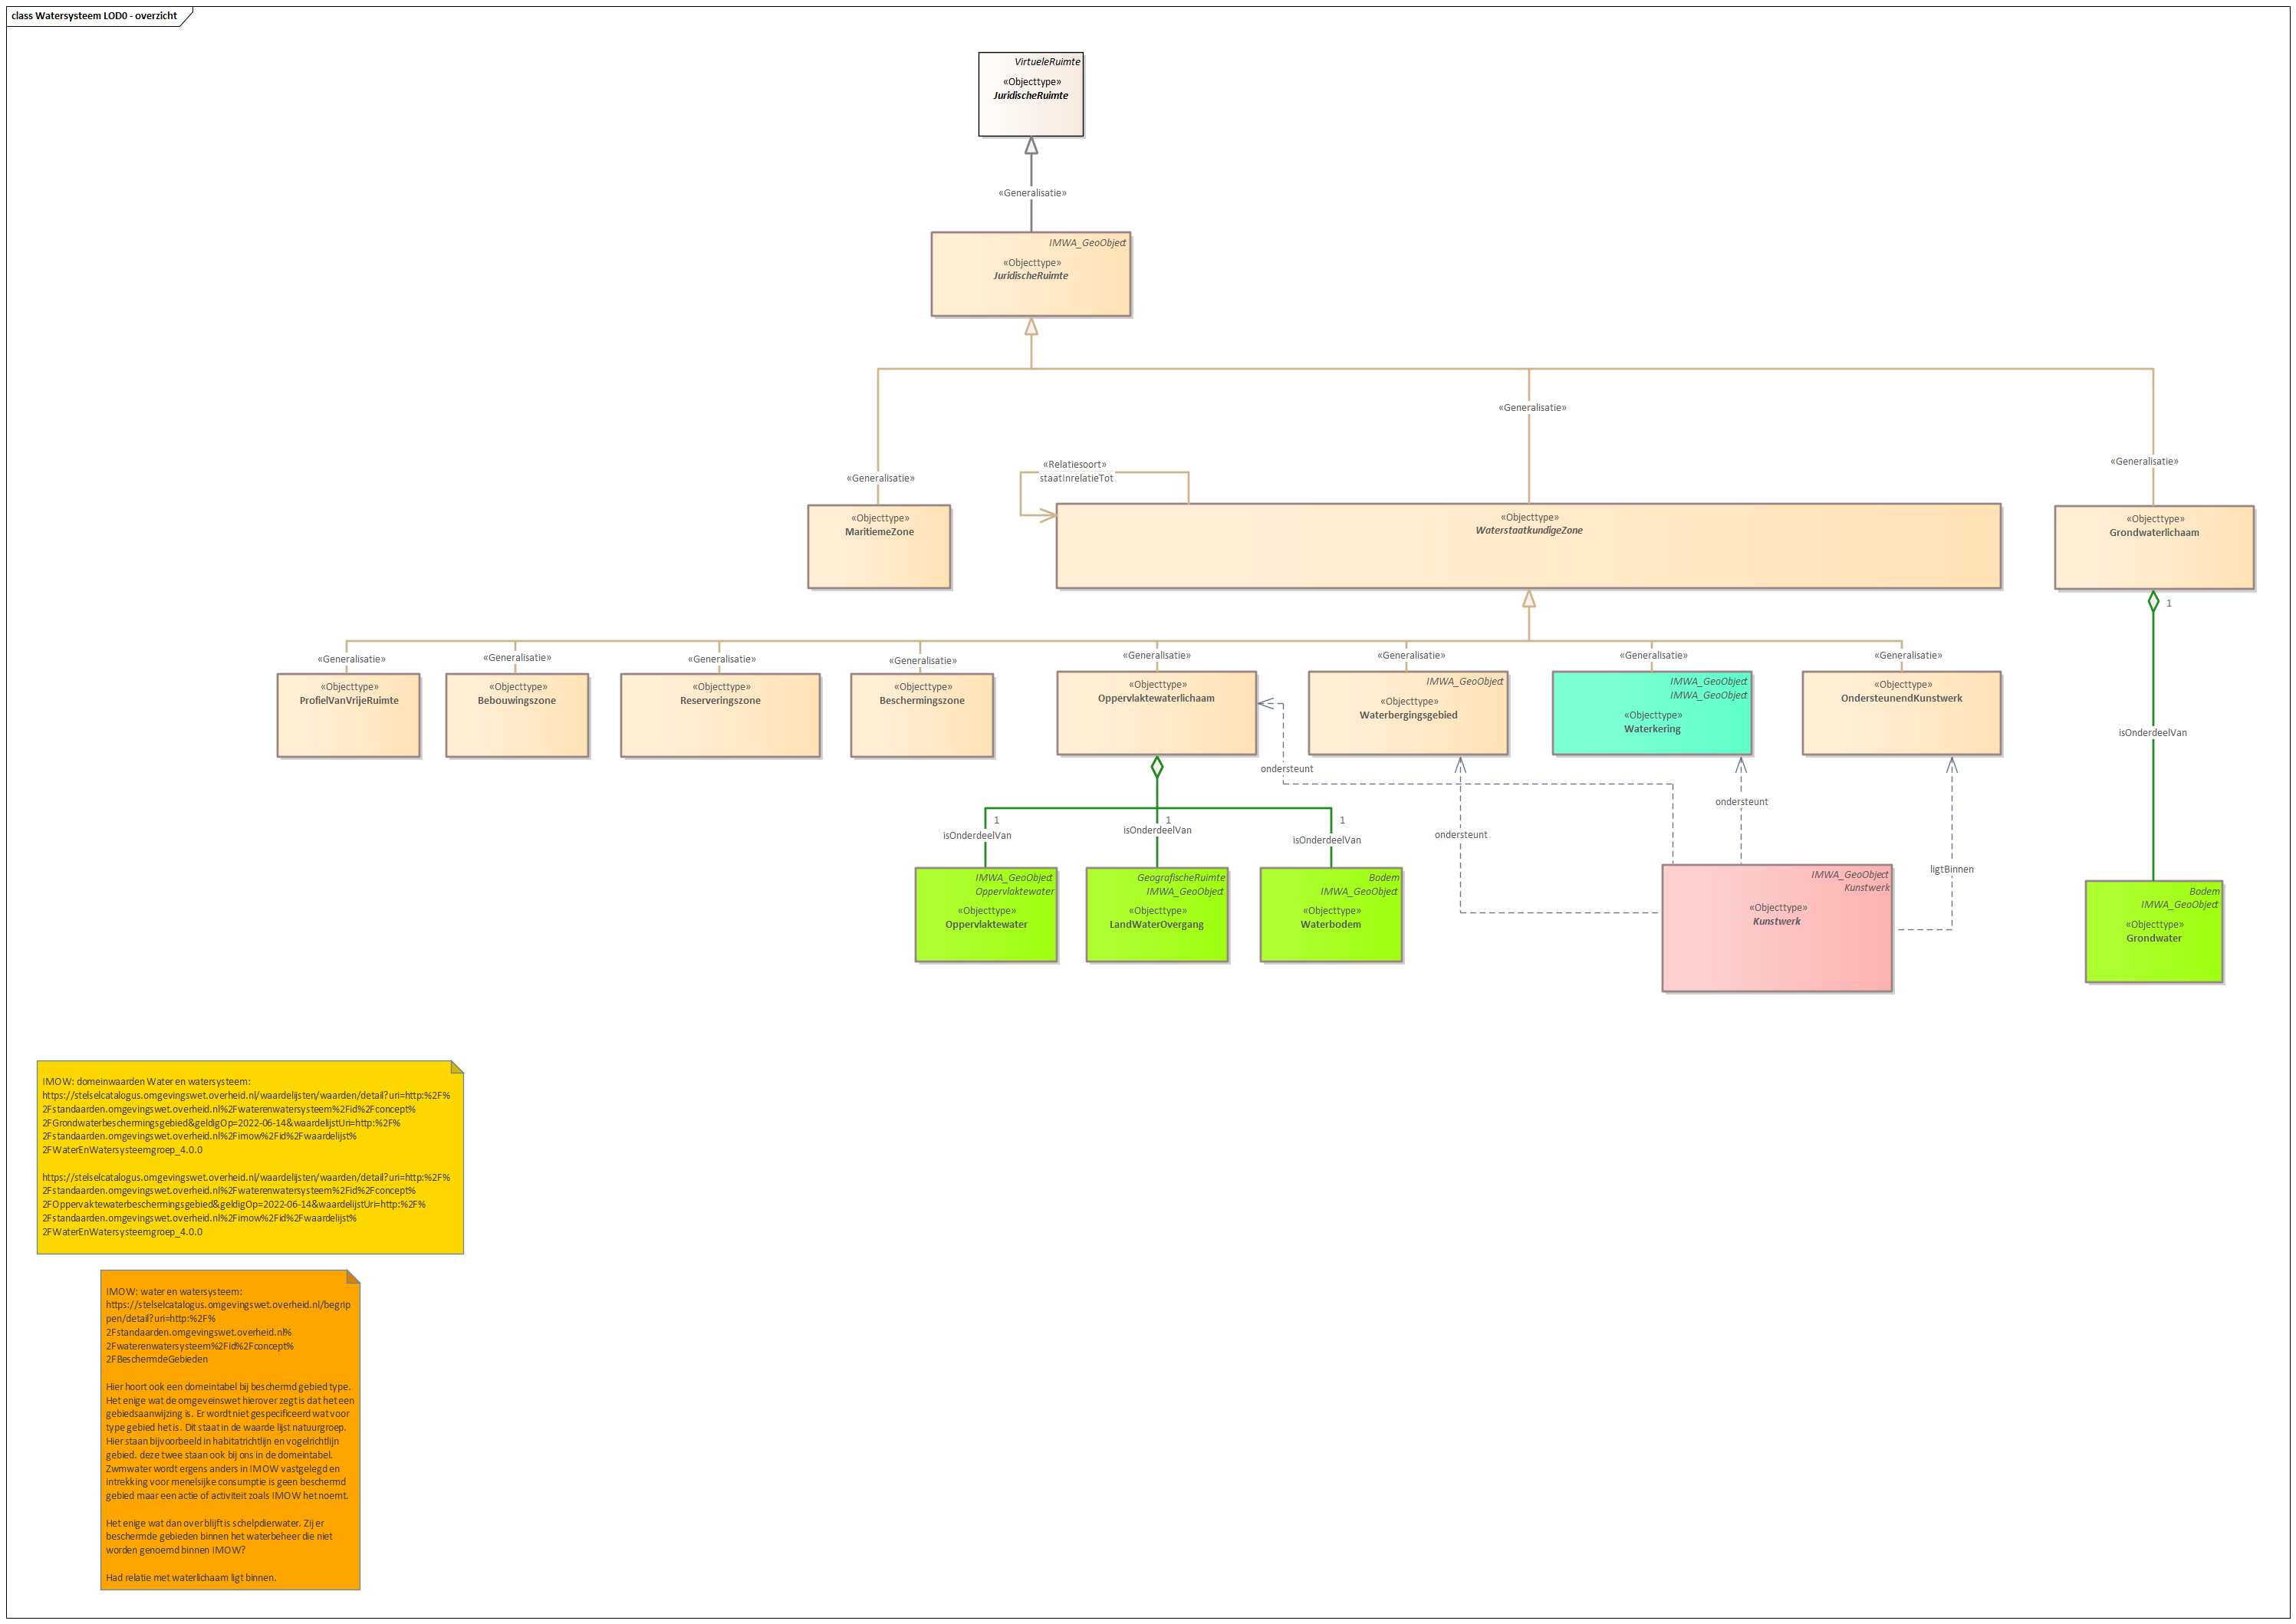 class Watersysteem LOD0 - overzicht
VirtueleRuimte
«Objecttype»
JuridischeRuimte
«Generalisatie»
IMWA_GeoObject
«Objecttype»
JuridischeRuimte
«Generalisatie»
«Generalisatie»
«Relatiesoort»
staatInrelatieTot
«Generalisatie»
«Objecttype»
MaritiemeZone
«Objecttype»
WaterstaatkundigeZone
«Objecttype»
Grondwaterlichaam
1
«Generalisatie»
«Generalisatie»
«Generalisatie»
«Generalisatie»
«Generalisatie»
«Generalisatie»
«Generalisatie»
«Generalisatie»
«Objecttype»
ProfielVanVrijeRuimte
«Objecttype»
Bebouwingszone
«Objecttype»
Reserveringszone
«Objecttype»
Beschermingszone
«Objecttype»
Oppervlaktewaterlichaam
IMWA_GeoObject
«Objecttype»
Waterbergingsgebied
IMWA_GeoObject
IMWA_GeoObject
«Objecttype»
Waterkering
«Objecttype»
OndersteunendKunstwerk
isOnderdeelVan
ondersteunt
ondersteunt
ondersteunt
ligtBinnen
1
isOnderdeelVan
1
isOnderdeelVan
1
isOnderdeelVan
IMWA_GeoObject
Oppervlaktewater
«Objecttype»
Oppervlaktewater
GeografischeRuimte
IMWA_GeoObject
«Objecttype»
LandWaterOvergang
Bodem
IMWA_GeoObject
«Objecttype»
Waterbodem
IMWA_GeoObject
Kunstwerk
«Objecttype»
Kunstwerk
Bodem
IMWA_GeoObject
«Objecttype»
Grondwater
IMOW: domeinwaarden Water en watersysteem:
https://stelselcatalogus.omgevingswet.overheid.nl/waardelijsten/waarden/detail?uri=http:%2F%
2Fstandaarden.omgevingswet.overheid.nl%2Fwaterenwatersysteem%2Fid%2Fconcept%
2FGrondwaterbeschermingsgebied&geldigOp=2022-06-14&waardelijstUri=http:%2F%
2Fstandaarden.omgevingswet.overheid.nl%2Fimow%2Fid%2Fwaardelijst%
2FWaterEnWatersysteemgroep_4.0.0
https://stelselcatalogus.omgevingswet.overheid.nl/waardelijsten/waarden/detail?uri=http:%2F%
2Fstandaarden.omgevingswet.overheid.nl%2Fwaterenwatersysteem%2Fid%2Fconcept%
2FOppervaktewaterbeschermingsgebied&geldigOp=2022-06-14&waardelijstUri=http:%2F%
2Fstandaarden.omgevingswet.overheid.nl%2Fimow%2Fid%2Fwaardelijst%
2FWaterEnWatersysteemgroep_4.0.0
IMOW: water en watersysteem:
https://stelselcatalogus.omgevingswet.overheid.nl/begrip
pen/detail?uri=http:%2F%
2Fstandaarden.omgevingswet.overheid.nl%
2Fwaterenwatersysteem%2Fid%2Fconcept%
2FBeschermdeGebieden
Hier hoort ook een domeintabel bij beschermd gebied type.
Het enige wat de omgeveinswet hierover zegt is dat het een
gebiedsaanwijzing is. Er wordt niet gespecificeerd wat voor
type gebied het is. Dit staat in de waarde lijst natuurgroep.
Hier staan bijvoorbeeld in habitatrichtlijn en vogelrichtlijn
gebied. deze twee staan ook bij ons in de domeintabel.
Zwmwater wordt ergens anders in IMOW vastgelegd en
intrekking voor menelsijke consumptie is geen beschermd
gebied maar een actie of activiteit zoals IMOW het noemt.
Het enige wat dan over blijft is schelpdierwater. Zij er
beschermde gebieden binnen het waterbeheer die niet
worden genoemd binnen IMOW?
Had relatie met waterlichaam ligt binnen.